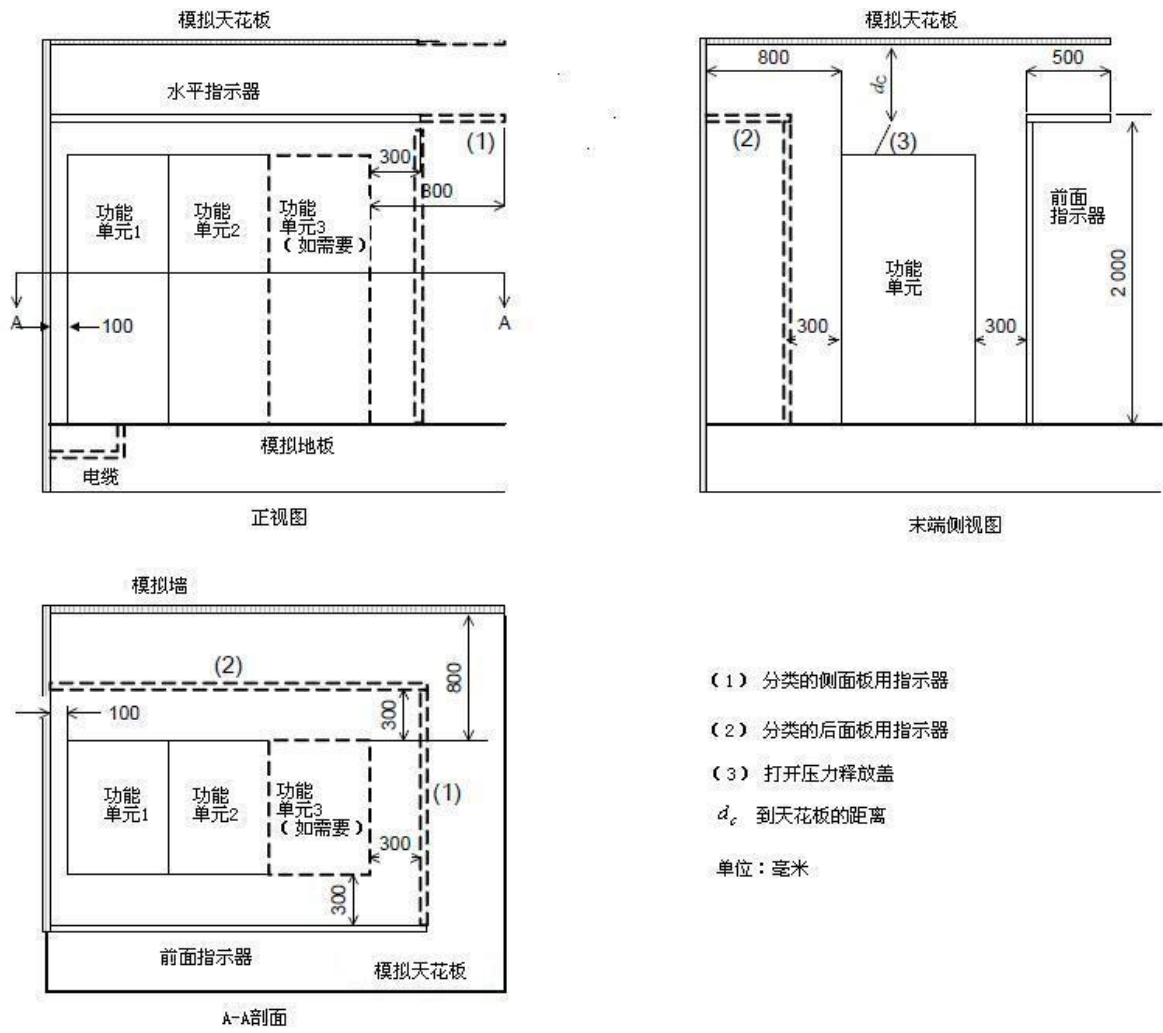 模拟天花板
水平指示器
(1)
300
800
功能
单元1
功能
单元2
功能
单元3
（如需要）
A
A
100
模拟地板
电缆
正视图
模拟天花板
800
500
dc
(2)
(3)
前面
指示器
功能
单元
2 000
300
300
末端侧视图
模拟墙
(2)
800
300
100
功能
单元1
功能
单元2
功能
单元3
（如需要）
(1)
300
300
前面指示器
模拟天花板
A-A剖面
（1） 分类的侧面板用指示器
（2） 分类的后面板用指示器
（3） 打开压力释放盖
dc 到天花板的距离
单位：毫米